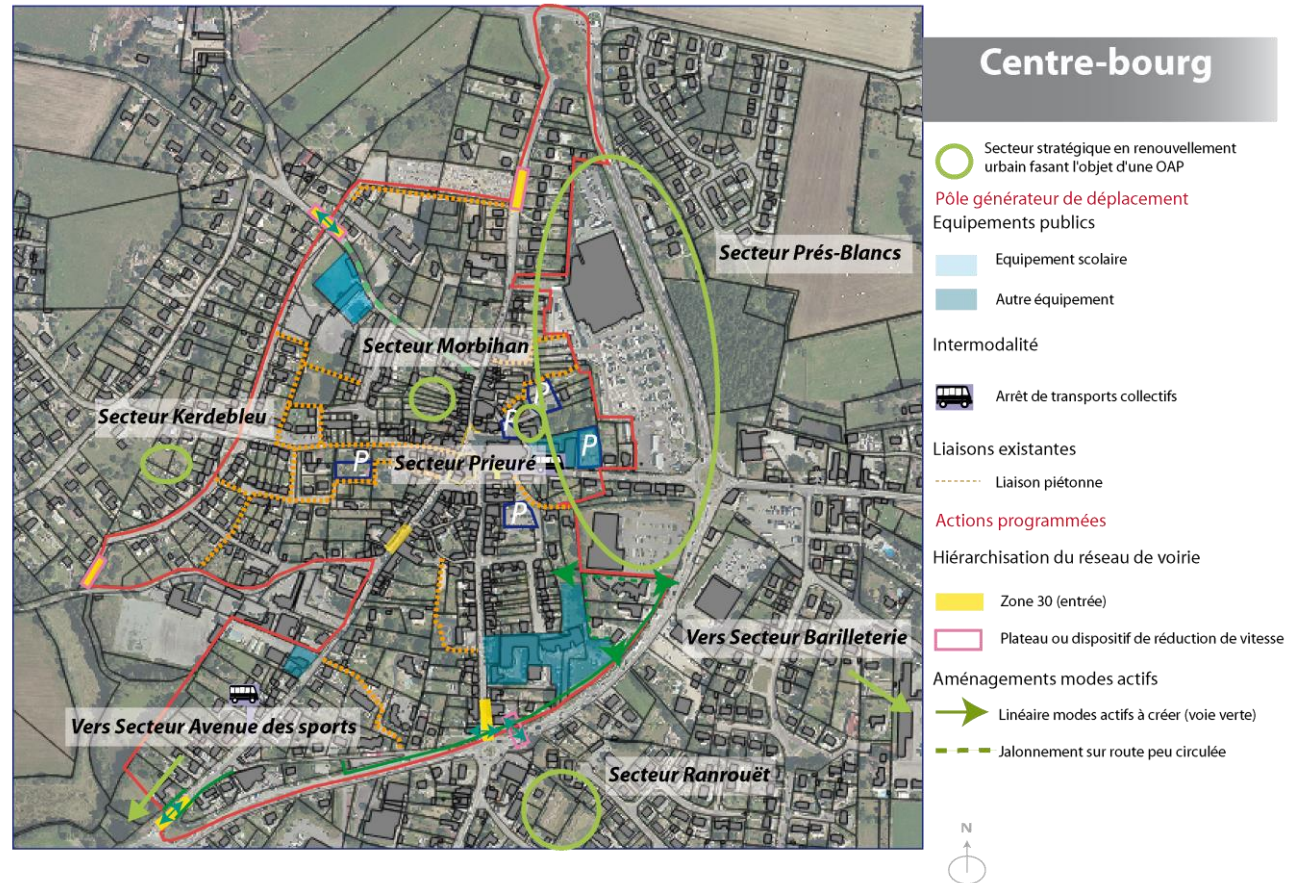 Centre-bourg
Secteur stratégique en renouvellement
urbain fasant l'objet d'une OAP
Pôle générateur de déplacement
Equipements publics
Equipement scolaire
Autre équipement
Intermodalité
Arrêt de transports collectifs
Liaisons existantes
Liaison piétonne
Actions programmées
Hiérarchisation du réseau de voirie
Zone 30 (entrée)
Plateau ou dispositif de réduction de vitesse
Aménagements modes actifs
Linéaire modes actifs à créer (voie verte)
Jalonnement sur route peu circulée
N
Secteur Prés-Blancs
Secteur Morbihan
P
P
Secteur Kerdebleu
P
Secteur Prieuré
P
P
Vers Secteur Barilleterie
Vers Secteur Avenue des sports
Secteur Ranrouët